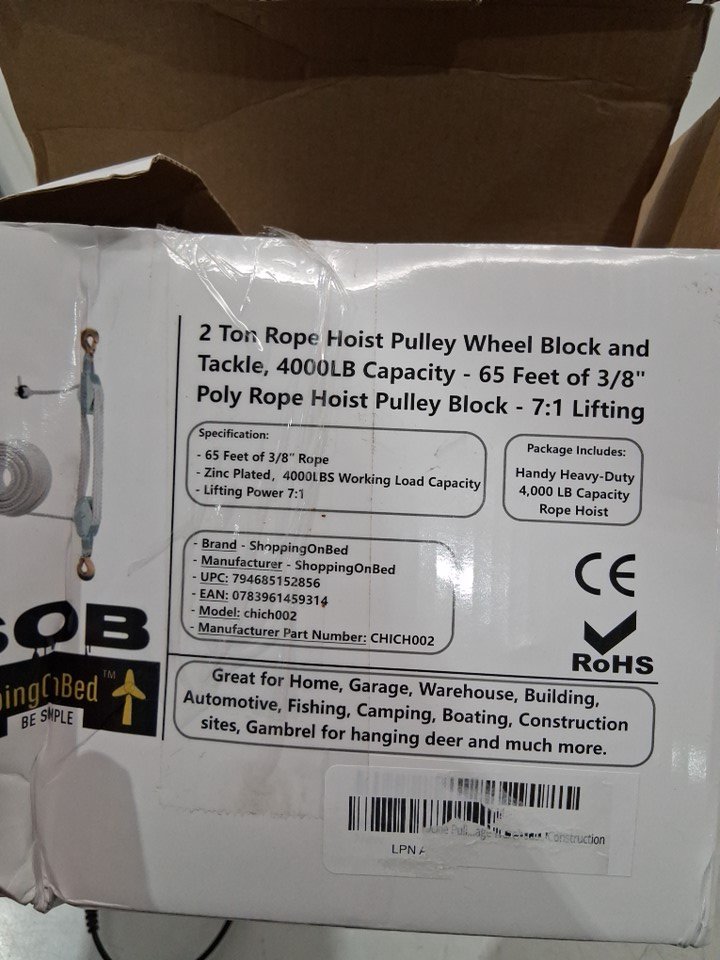 2 Ton Rope Hoist Pulley Wheel Block and
Tackle, 4000LB Capacity - 65 Feet of 3/8"
Poly Rope Hoist Pulley Block - 7:1 Lifting
Specification:
- 65 Feet of 3/8" Rope
- Zinc Plated, 4000LBS Working Load Capacity
- Lifting Power 7:1
Package Includes:
Handy Heavy-Duty
4,000 LB Capacity
Rope Hoist
- Brand - ShoppingOnBed
- Manufacturer - ShoppingOnBed
- UPC: 794685152856
- EAN: 0783961459314
- Model: chich002
- Manufacturer Part Number: CHICH002
CE
RoHS
SOB
pingOnBed™
BE SIMPLE
Great for Home, Garage, Warehouse, Building,
Automotive, Fishing, Camping, Boating, Construction
sites, Gambrel for hanging deer and much more.
Construction
LPN